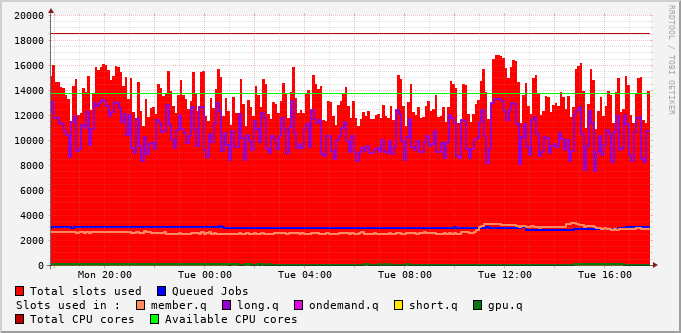 20000
18000
16000
14000
12000
10000
8000
6000
4000
2000
0
Mon 20:00 Tue 00:00 Tue 04:00 Tue 08:00 Tue 12:00 Tue 16:00
RRDTOOL / TOBI OETIKER
Total slots used Queued Jobs
Slots used in : member.q long.q ondemand.q short.q gpu.q
Total CPU cores Available CPU cores